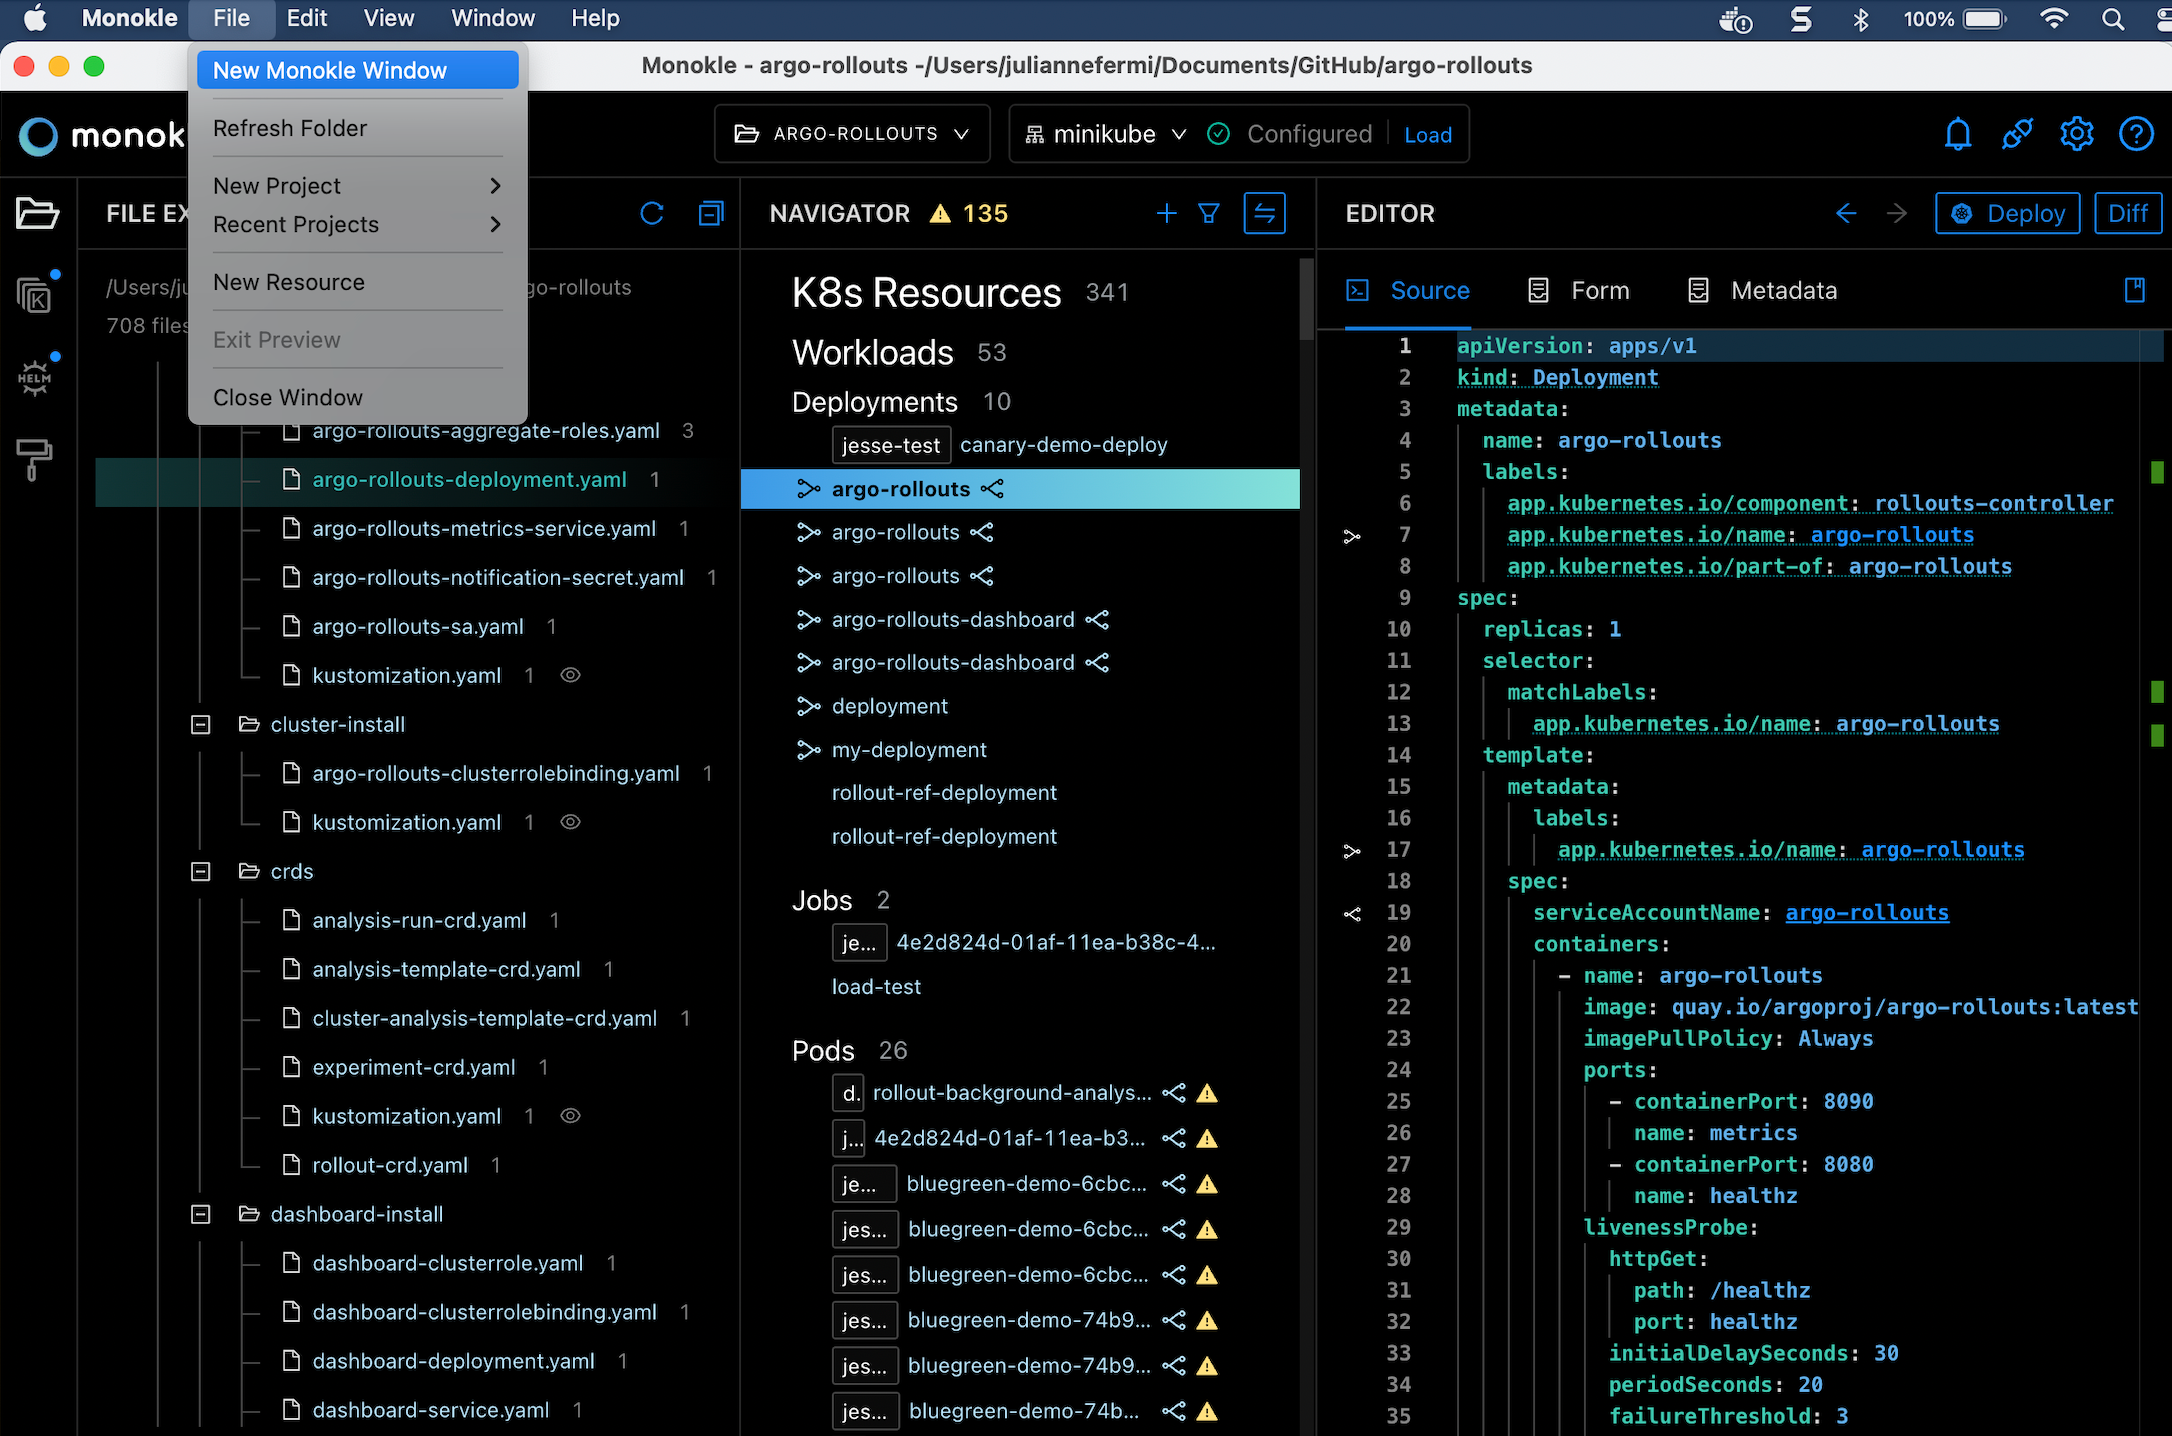 Monokle File Edit View Window Help 100%
Monokle - argo-rollouts -/Users/juliannefermi/Documents/GitHub/argo-rollouts
New Monokle Window
Refresh Folder
New Project
Recent Projects
New Resource
Exit Preview
Close Window
monokl
ARGO-ROLLOUTS
minikube Configured Load
FILE EX
/Users/ju
go-rollouts
708 files
K
HELM
argo-rollouts-aggregate-roles.yaml 3
argo-rollouts-deployment.yaml 1
argo-rollouts-metrics-service.yaml 1
argo-rollouts-notification-secret.yaml 1
argo-rollouts-sa.yaml 1
kustomization.yaml 1
cluster-install
argo-rollouts-clusterrolebinding.yaml 1
kustomization.yaml 1
crds
analysis-run-crd.yaml 1
analysis-template-crd.yaml 1
cluster-analysis-template-crd.yaml 1
experiment-crd.yaml 1
kustomization.yaml 1
rollout-crd.yaml 1
dashboard-install
dashboard-clusterrole.yaml 1
dashboard-clusterrolebinding.yaml 1
dashboard-deployment.yaml 1
dashboard-service.yaml 1
NAVIGATOR 135
K8s Resources 341
Workloads 53
Deployments 10
jesse-test canary-demo-deploy
argo-rollouts
argo-rollouts
argo-rollouts
argo-rollouts-dashboard
argo-rollouts-dashboard
deployment
my-deployment
rollout-ref-deployment
rollout-ref-deployment
Jobs 2
je... 4e2d824d-01af-11ea-b38c-4...
load-test
Pods 26
d. rollout-background-analys...
j... 4e2d824d-01af-11ea-b3...
je... bluegreen-demo-6cbc...
jes... bluegreen-demo-6cbc...
jes... bluegreen-demo-6cbc...
jes... bluegreen-demo-74b9...
jes... bluegreen-demo-74b9...
jes... bluegreen-demo-74b...
EDITOR Deploy Diff
Source Form Metadata
1 apiVersion: apps/v1
2 kind: Deployment
3 metadata:
4 name: argo-rollouts
5 labels:
6 app.kubernetes.io/component: rollouts-controller
7 app.kubernetes.io/name: argo-rollouts
8 app.kubernetes.io/part-of: argo-rollouts
9 spec:
10 replicas: 1
11 selector:
12 matchLabels:
13 app.kubernetes.io/name: argo-rollouts
14 template:
15 metadata:
16 labels:
17 app.kubernetes.io/name: argo-rollouts
18 spec:
19 serviceAccountName: argo-rollouts
20 containers:
21 - name: argo-rollouts
22 image: quay.io/argoproj/argo-rollouts:latest
23 imagePullPolicy: Always
24 ports:
25 - containerPort: 8090
26 name: metrics
27 - containerPort: 8080
28 name: healthz
29 livenessProbe:
30 httpGet:
31 path: /healthz
32 port: healthz
33 initialDelaySeconds: 30
34 periodSeconds: 20
35 failureThreshold: 3